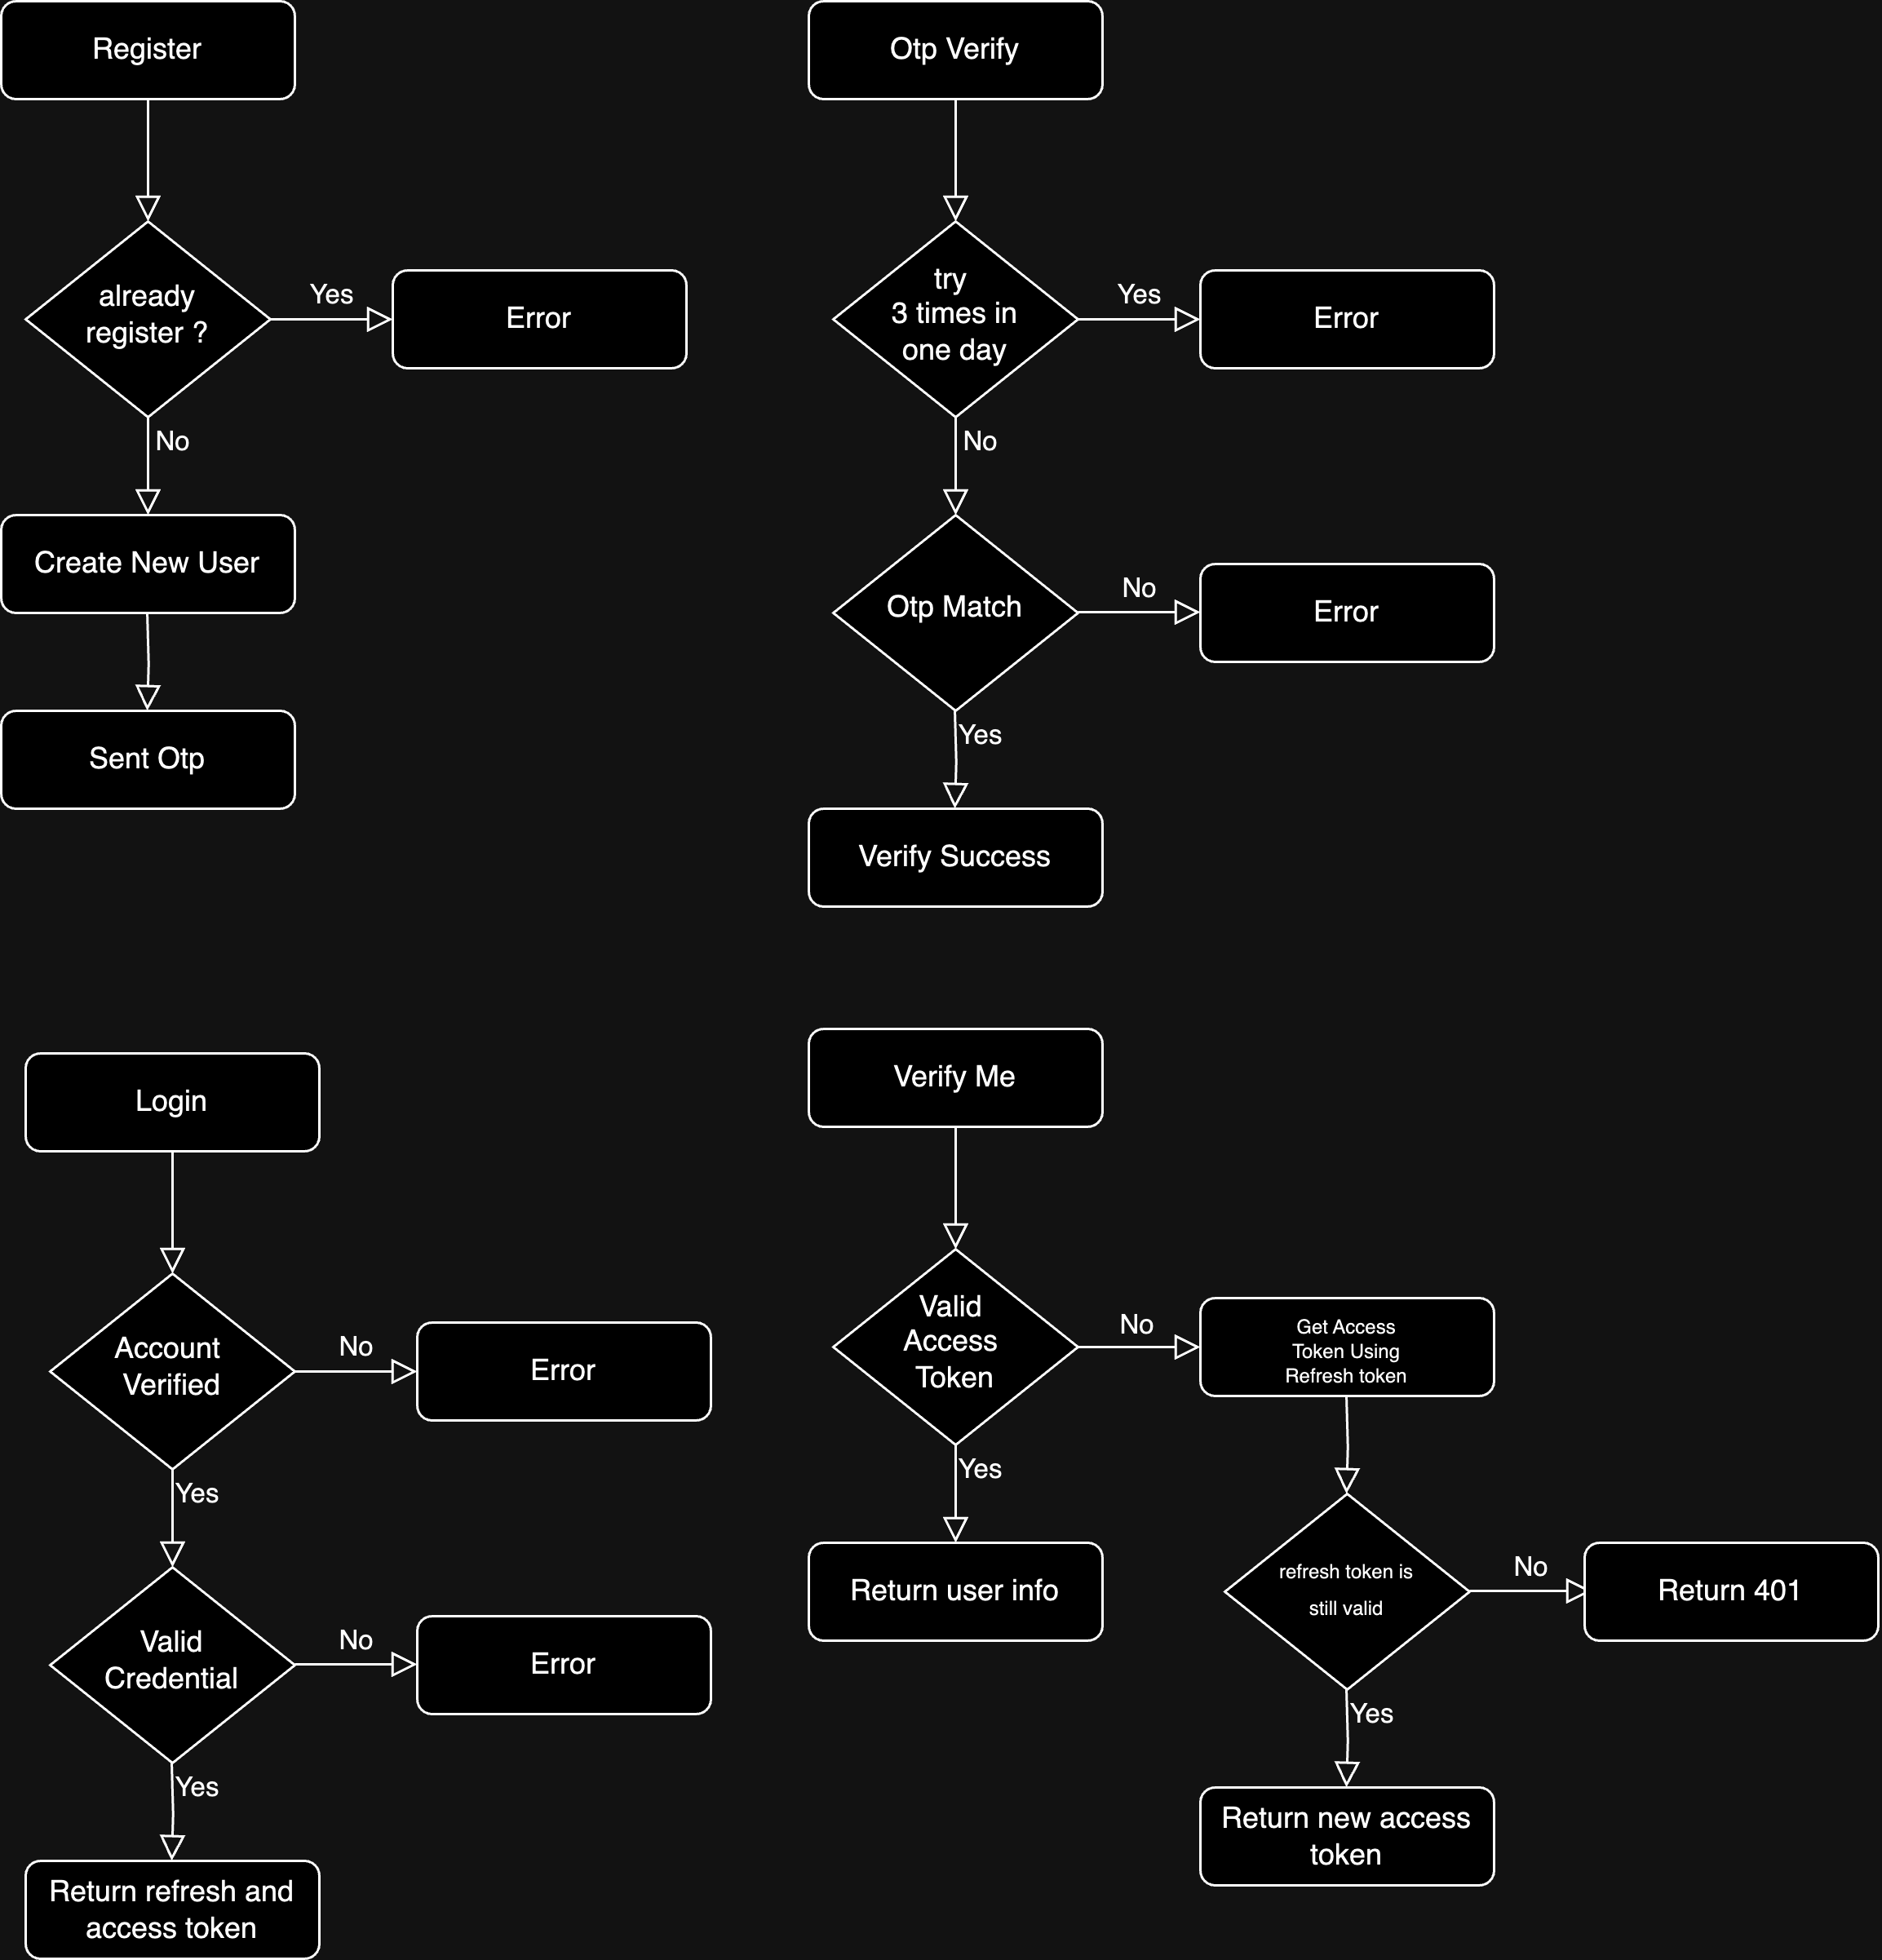 Register
already
register ?
Yes
Error
No
Create New User
Sent Otp
Otp Verify
try
3 times in
one day
Yes
Error
No
Otp Match
No
Error
Yes
Verify Success
Login
Account
Verified
No
Error
Yes
Valid
Credential
No
Error
Yes
Return refresh and
access token
Verify Me
Valid
Access
Token
No
Get Access
Token Using
Refresh token
Yes
Return user info
refresh token is
still valid
No
Return 401
Yes
Return new access
token